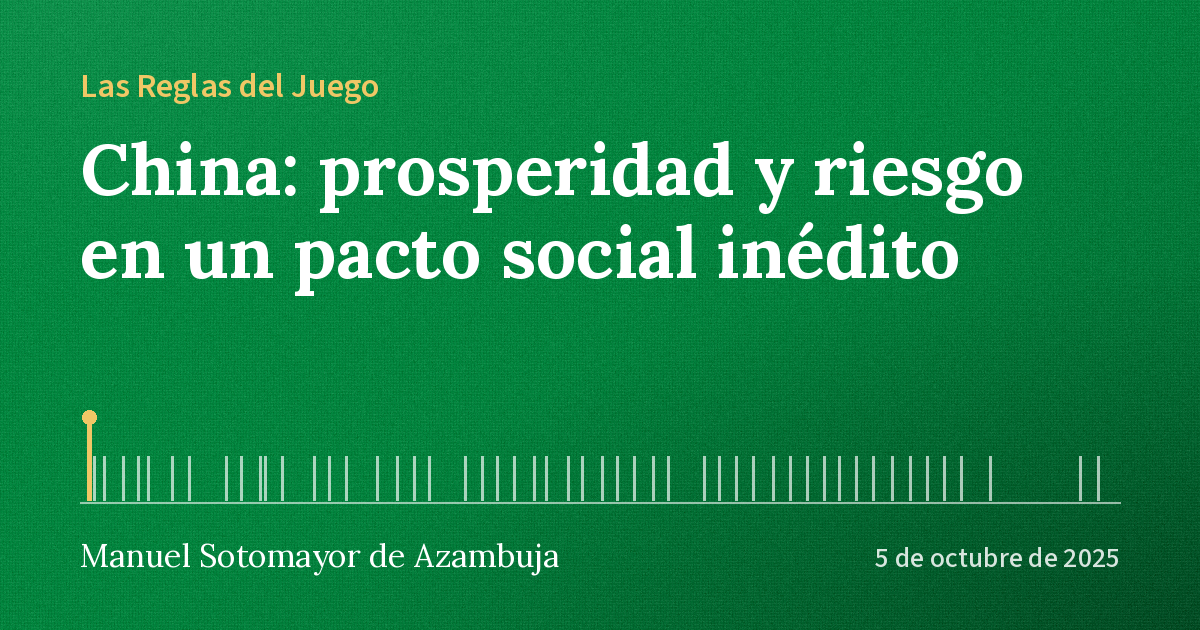 Las Reglas del Juego
China: prosperidad y riesgo
en un pacto social inédito
Manuel Sotomayor de Azambuja
5 de octubre de 2025